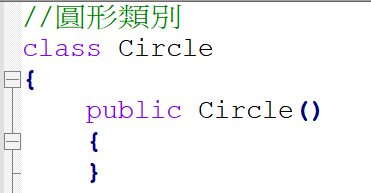 //圓形類別
class Circle
{
    public Circle()
    {
    }